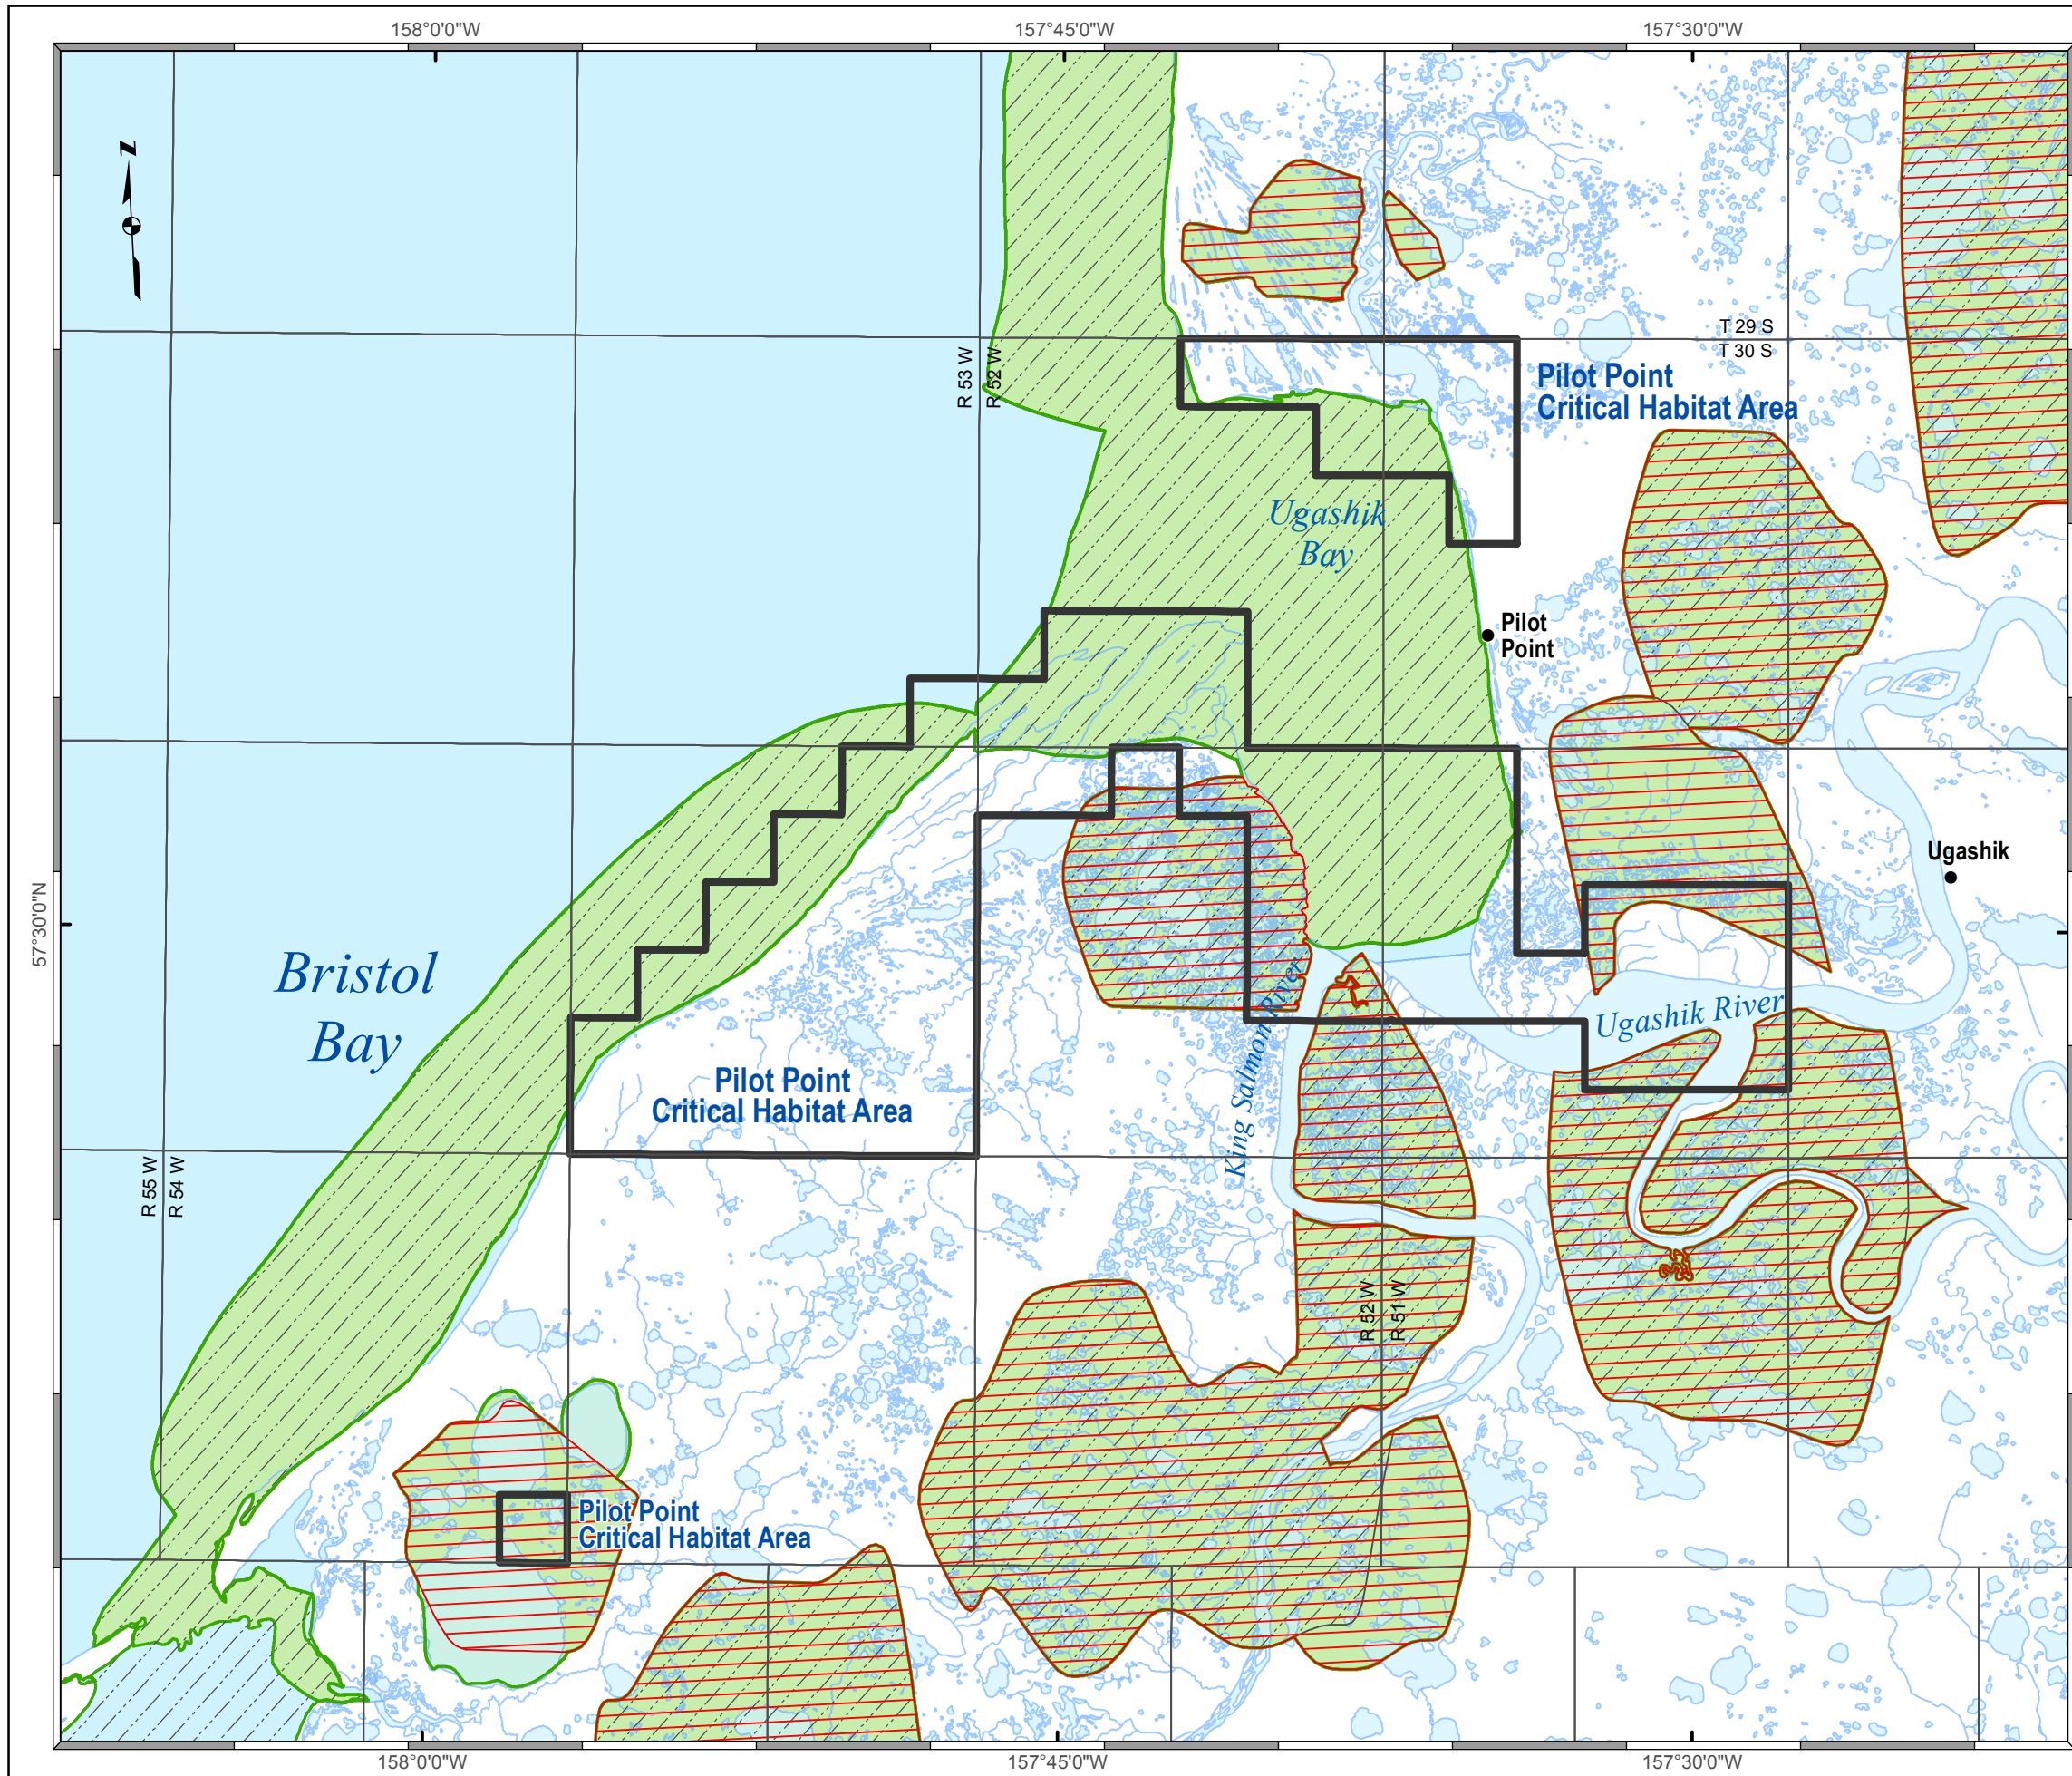 158°0'0"W
157°45'0"W
157°30'0"W
N
R 53 W
R 52 W
T 29 S
T 30 S
Pilot Point
Critical Habitat Area
Ugashik
Bay
Pilot
Point
Ugashik
57°30'0"N
Bristol
Bay
King Salmon River
Ugashik River
Pilot Point
Critical Habitat Area
R 55 W
R 54 W
R 52 W
R 51 W
Pilot Point
Critical Habitat Area
158°0'0"W
157°45'0"W
157°30'0"W